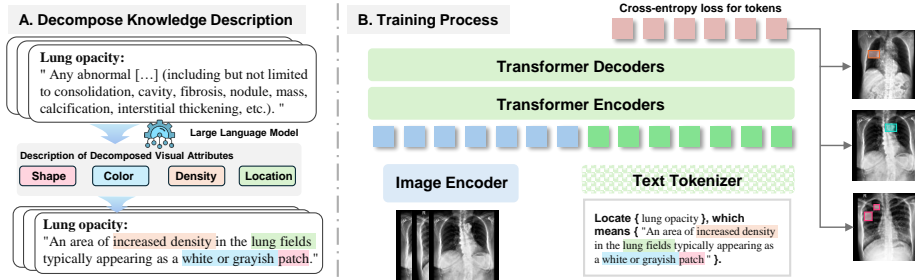 A. Decompose Knowledge Description
Lung opacity:
" Any abnormal [...] (including but not limited
to consolidation, cavity, fibrosis, nodule, mass,
calcification, interstitial thickening, etc.). "
Large Language Model
Description of Decomposed Visual Attributes
Shape
Color
Density
Location
Lung opacity:
"An area of increased density in the lung fields
typically appearing as a white or grayish patch."
B. Training Process
Cross-entropy loss for tokens
Transformer Decoders
Transformer Encoders
Image Encoder
Text Tokenizer
Locate { lung opacity }, which
means { "An area of increased density
in the lung fields typically appearing as
a white or grayish patch " }.